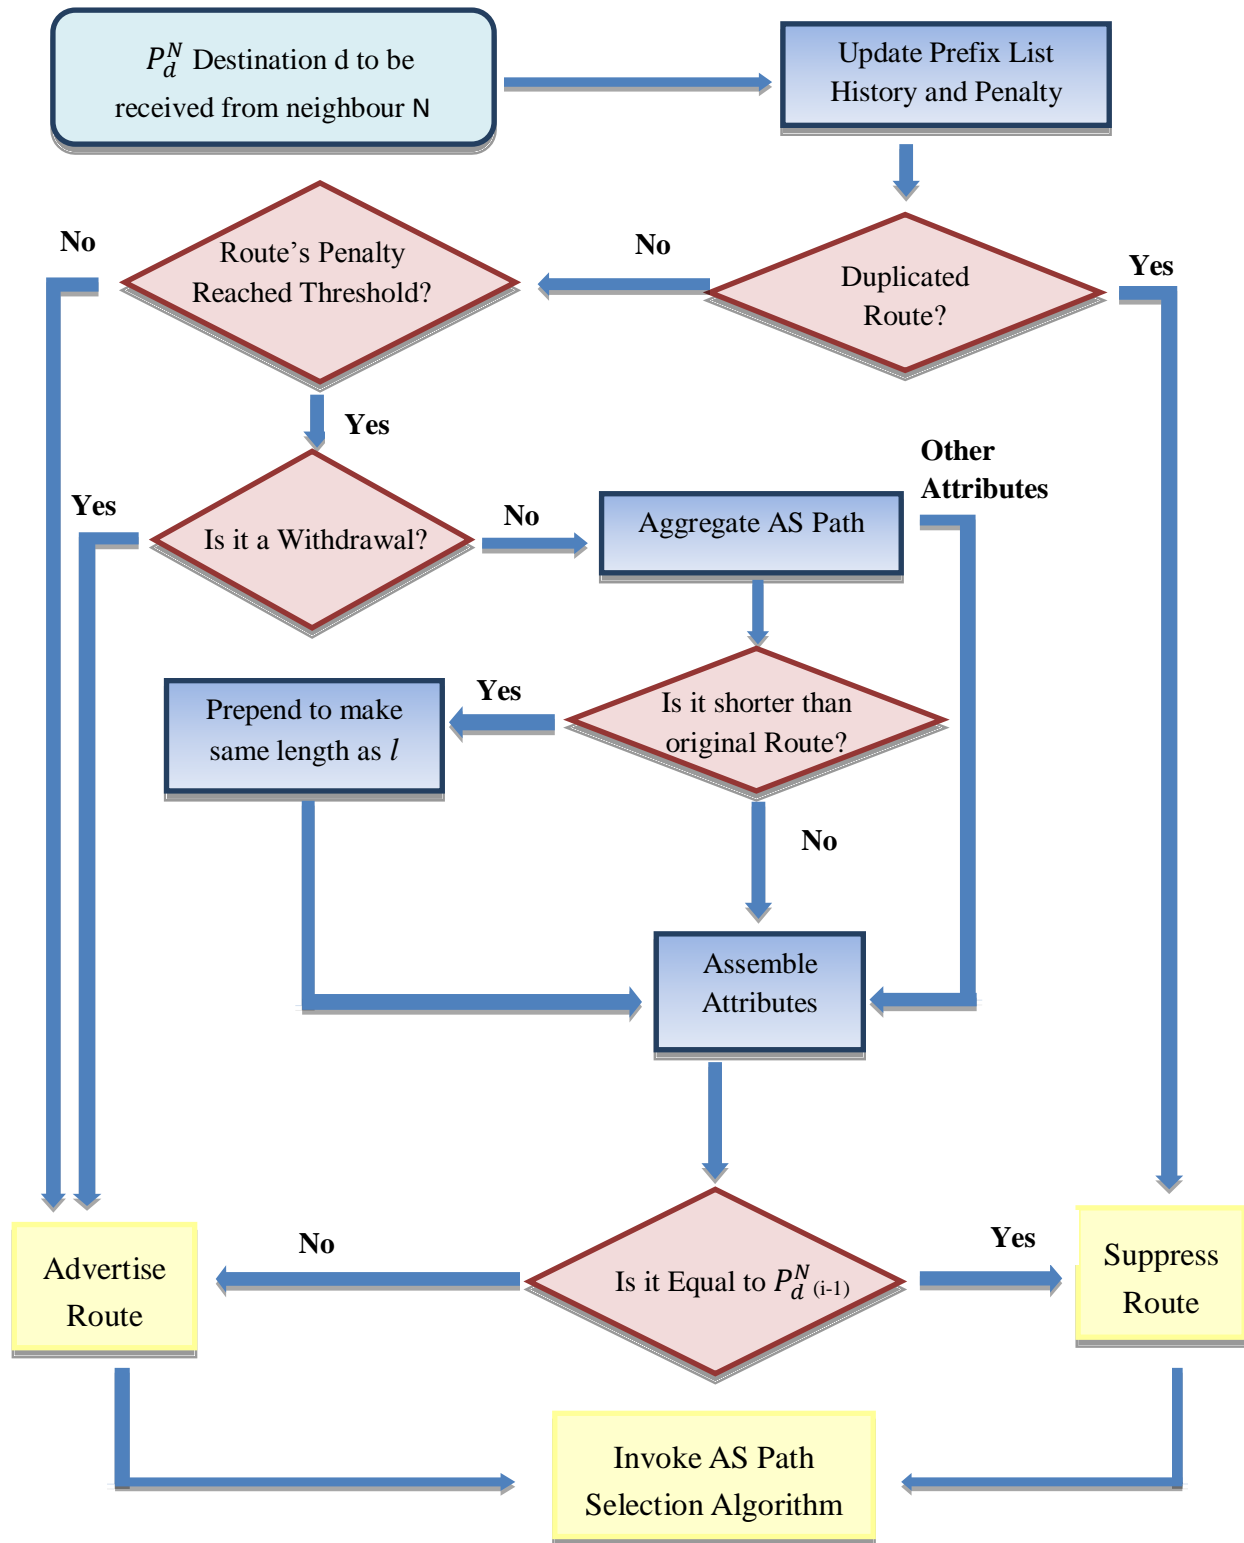 P_d^N Destination d to be
received from neighbour N
Update Prefix List
History and Penalty
No
Route's Penalty
Reached Threshold?
No
Duplicated
Route?
Yes
Yes
Other
Attributes
Yes
Is it a Withdrawal?
No
Aggregate AS Path
Prepend to make
same length as l
Yes
Is it shorter than
original Route?
No
Assemble
Attributes
Advertise
Route
No
Is it Equal to P_d^N (i-1)
Yes
Suppress
Route
Invoke AS Path
Selection Algorithm